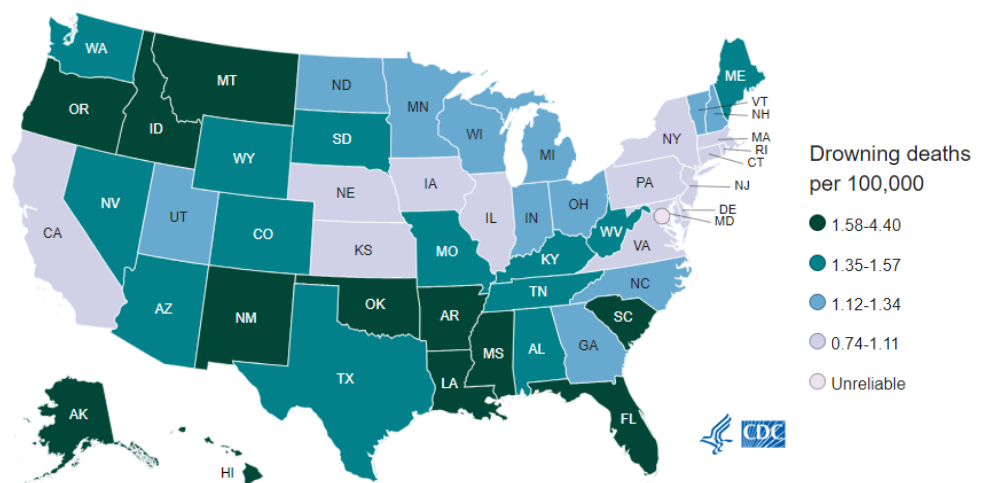 WA
MT
ND
MN
ME
VT
NH
OR
ID
SD
WI
MI
NY
MA
RI
CT
WY
NE
IA
PA
NJ
NV
UT
CO
KS
IL
IN
OH
DE
MD
CA
MO
WV
VA
KY
AZ
NM
OK
AR
TN
NC
SC
MS
AL
GA
TX
LA
FL
AK
HI
Drowning deaths
per 100,000
1.58-4.40
1.35-1.57
1.12-1.34
0.74-1.11
Unreliable
CDC